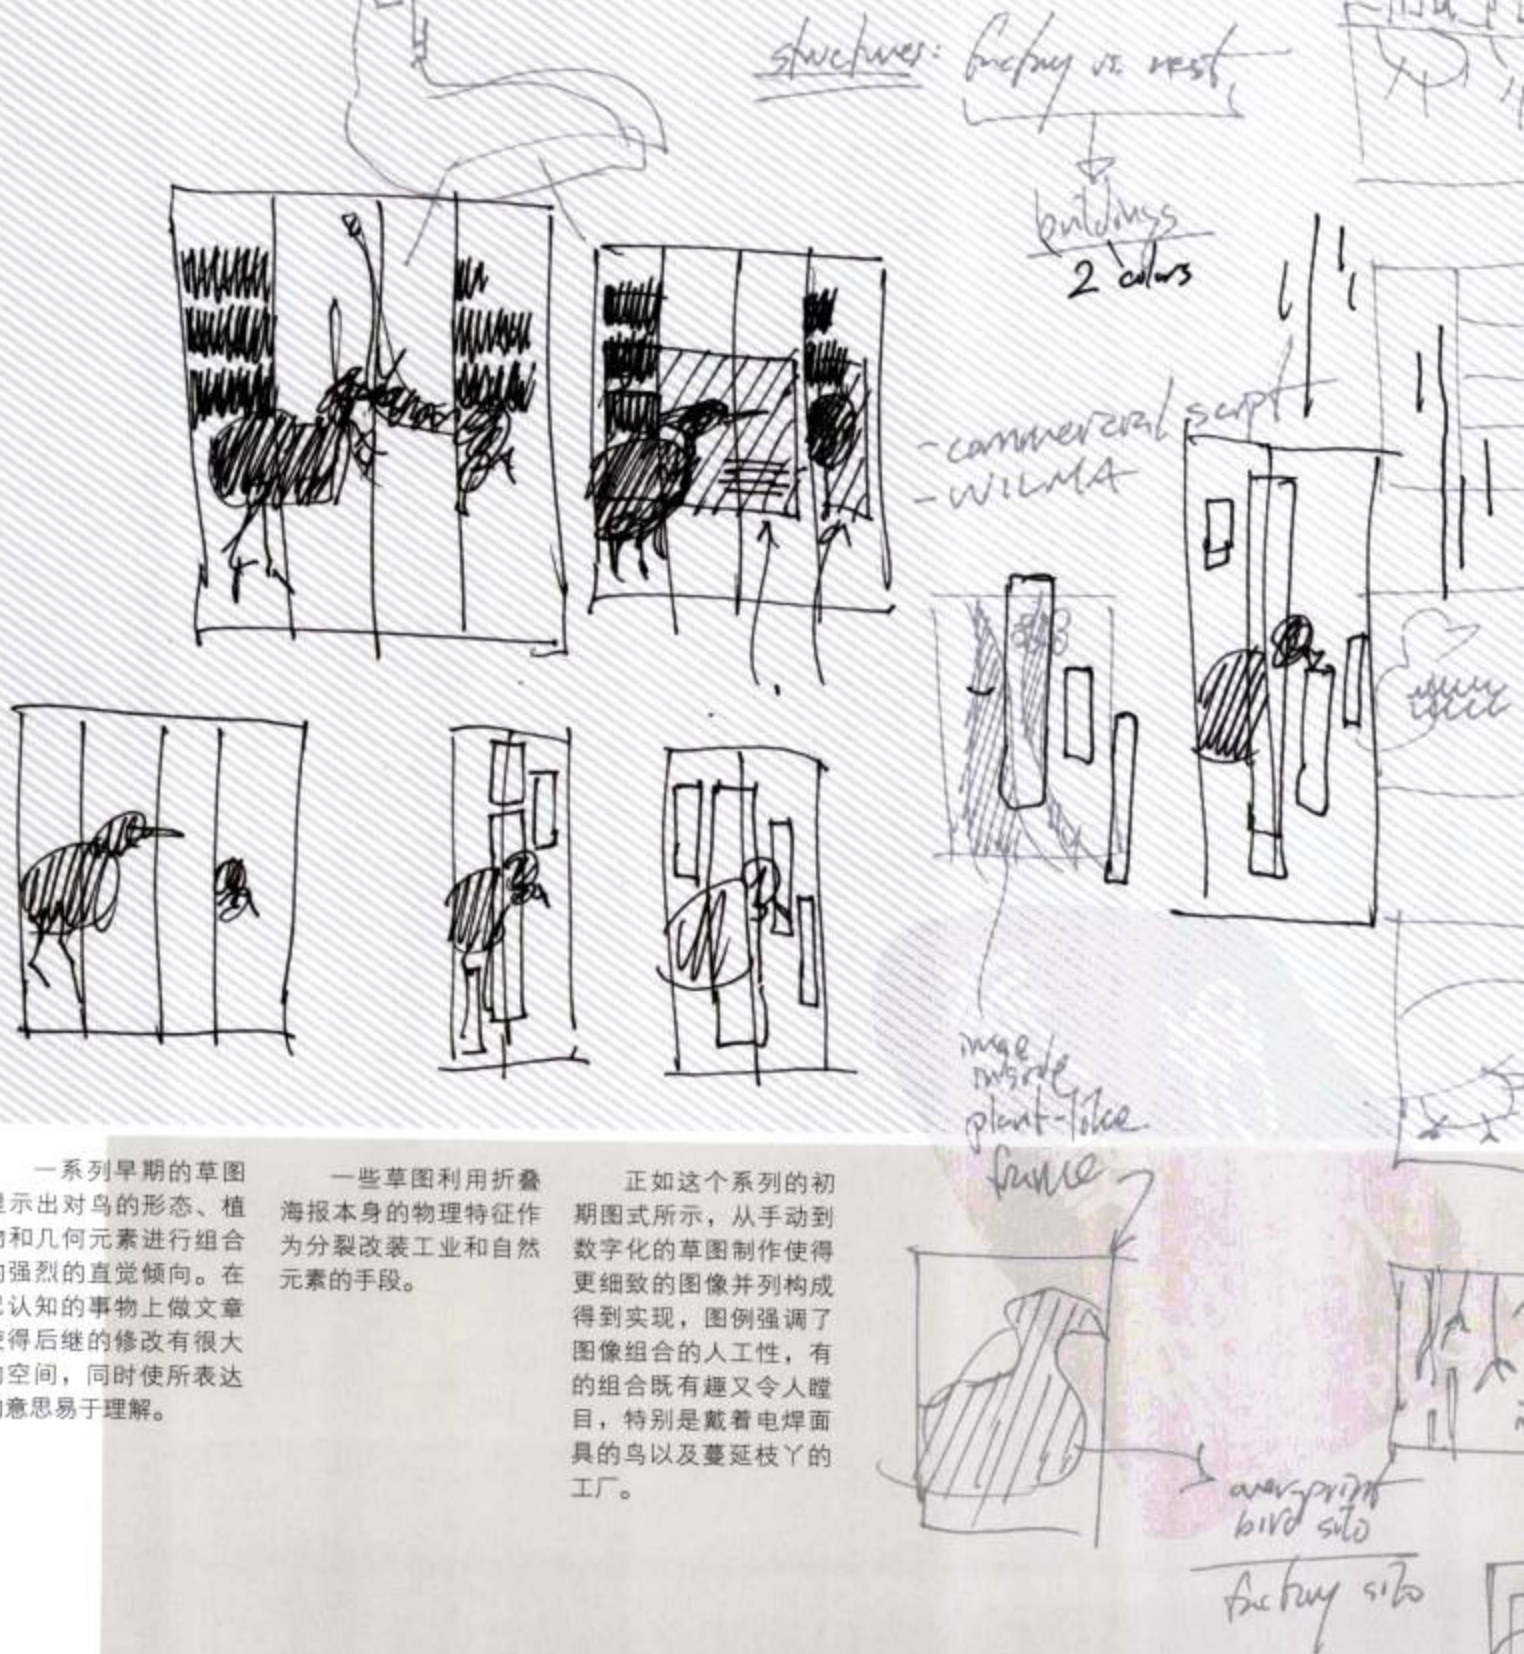 structures: factory vs. nest
buildings
2 colors
- commercial script
- WILMA
image
inside
plant-like
frame
一系列早期的草图
示出对鸟的形态、植
和几何元素进行组合
强烈的直觉倾向。在
认知的事物上做文章
得后继的修改有很大
空间，同时使所表达
意思易于理解。
一些草图利用折叠
海报本身的物理特征作
为分裂改装工业和自然
元素的手段。
正如这个系列的初
期图式所示，从手动到
数字化的草图制作使得
更细致的图像并列构成
得到实现，图例强调了
图像组合的人工性，有
的组合既有趣又令人瞠
目，特别是戴着电焊面
具的鸟以及蔓延枝丫的
工厂。
overprint
bird silo
factory silo